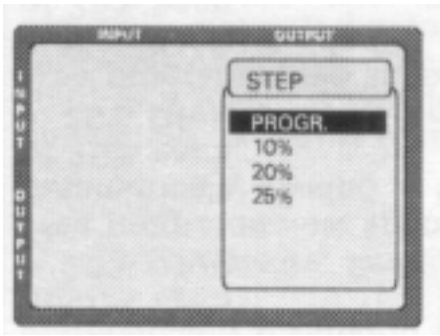 INPUT OUTPUT
INPUT
OUTPUT
STEP
PROGR.
10%
20%
25%